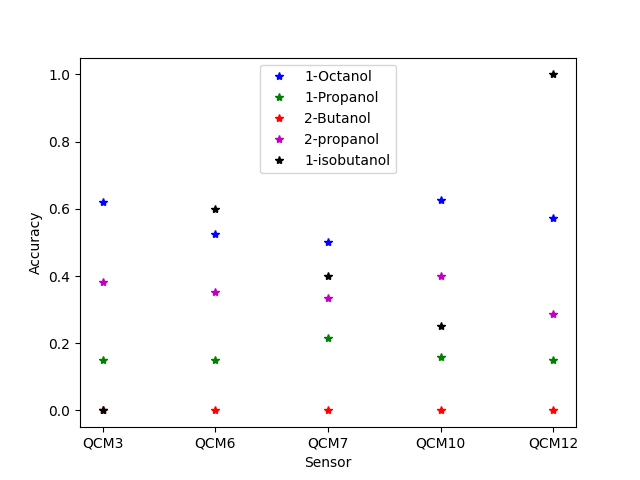 1-Octanol
1-Propanol
2-Butanol
2-propanol
1-isobutanol
1.0
0.8
0.6
0.4
0.2
0.0
Accuracy
QCM3 QCM6 QCM7 QCM10 QCM12
Sensor